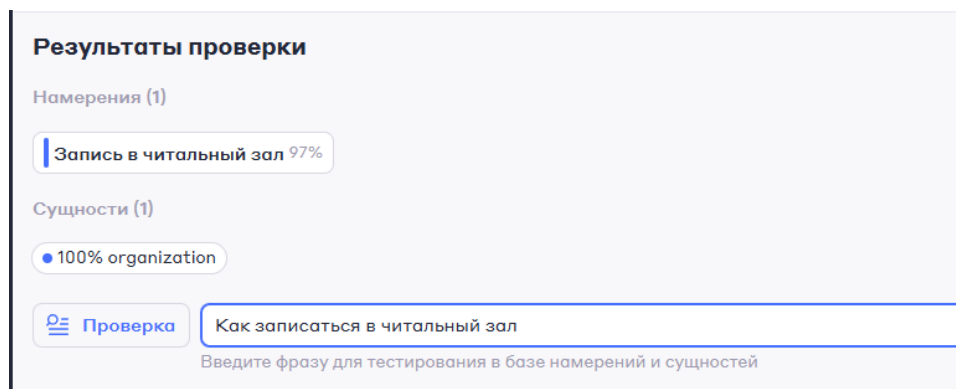 Результаты проверки
Намерения (1)
Запись в читальный зал 97%
Сущности (1)
100% organization
Проверка
Как записаться в читальный зал
Введите фразу для тестирования в базе намерений и сущностей